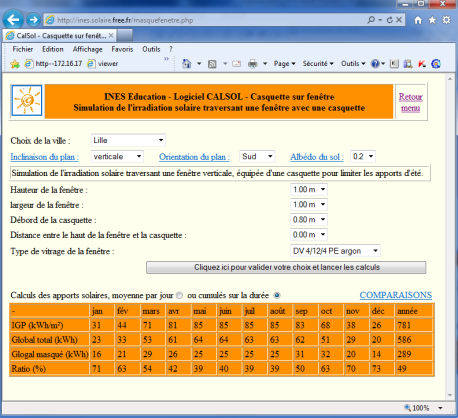 http://ines.solaire.free.fr/masquefenetre.php
CalSol - Casquette sur fenêt...
Fichier Edition Affichage Favoris Outils ?
http--172.16.17 viewer Page Sécurité Outils
INES Education - Logiciel CALSOL - Casquette sur fenêtre
Simulation de l'irradiation solaire traversant une fenêtre avec une casquette
Retour menu
Choix de la ville : Lille
Inclinaison du plan : verticale Orientation du plan : Sud Albédo du sol : 0.2
Simulation de l'irradiation solaire traversant une fenêtre verticale, équipée d'une casquette pour limiter les apports d'été.
Hauteur de la fenêtre : 1.00 m
largeur de la fenêtre : 1.00 m
Débord de la casquette : 0.80 m
Distance entre le haut de la fenêtre et la casquette : 0.00 m
Type de vitrage de la fenêtre : DV 4/12/4 PE argon
Cliquez ici pour valider votre choix et lancer les calculs
Calculs des apports solaires, moyenne par jour ou cumulés sur la durée COMPARAISONS
- jan fév mars avr mai juin juil août sep oct nov déc année
IGP (kWh/m²) 31 44 71 81 85 85 85 85 83 68 38 26 781
Global total (kWh) 23 33 53 61 64 64 63 63 62 51 29 20 586
Glogal masqué (kWh) 16 21 29 26 25 25 25 25 31 32 20 14 289
Ratio (%) 71 63 54 42 39 40 39 39 50 63 70 73 49
100%